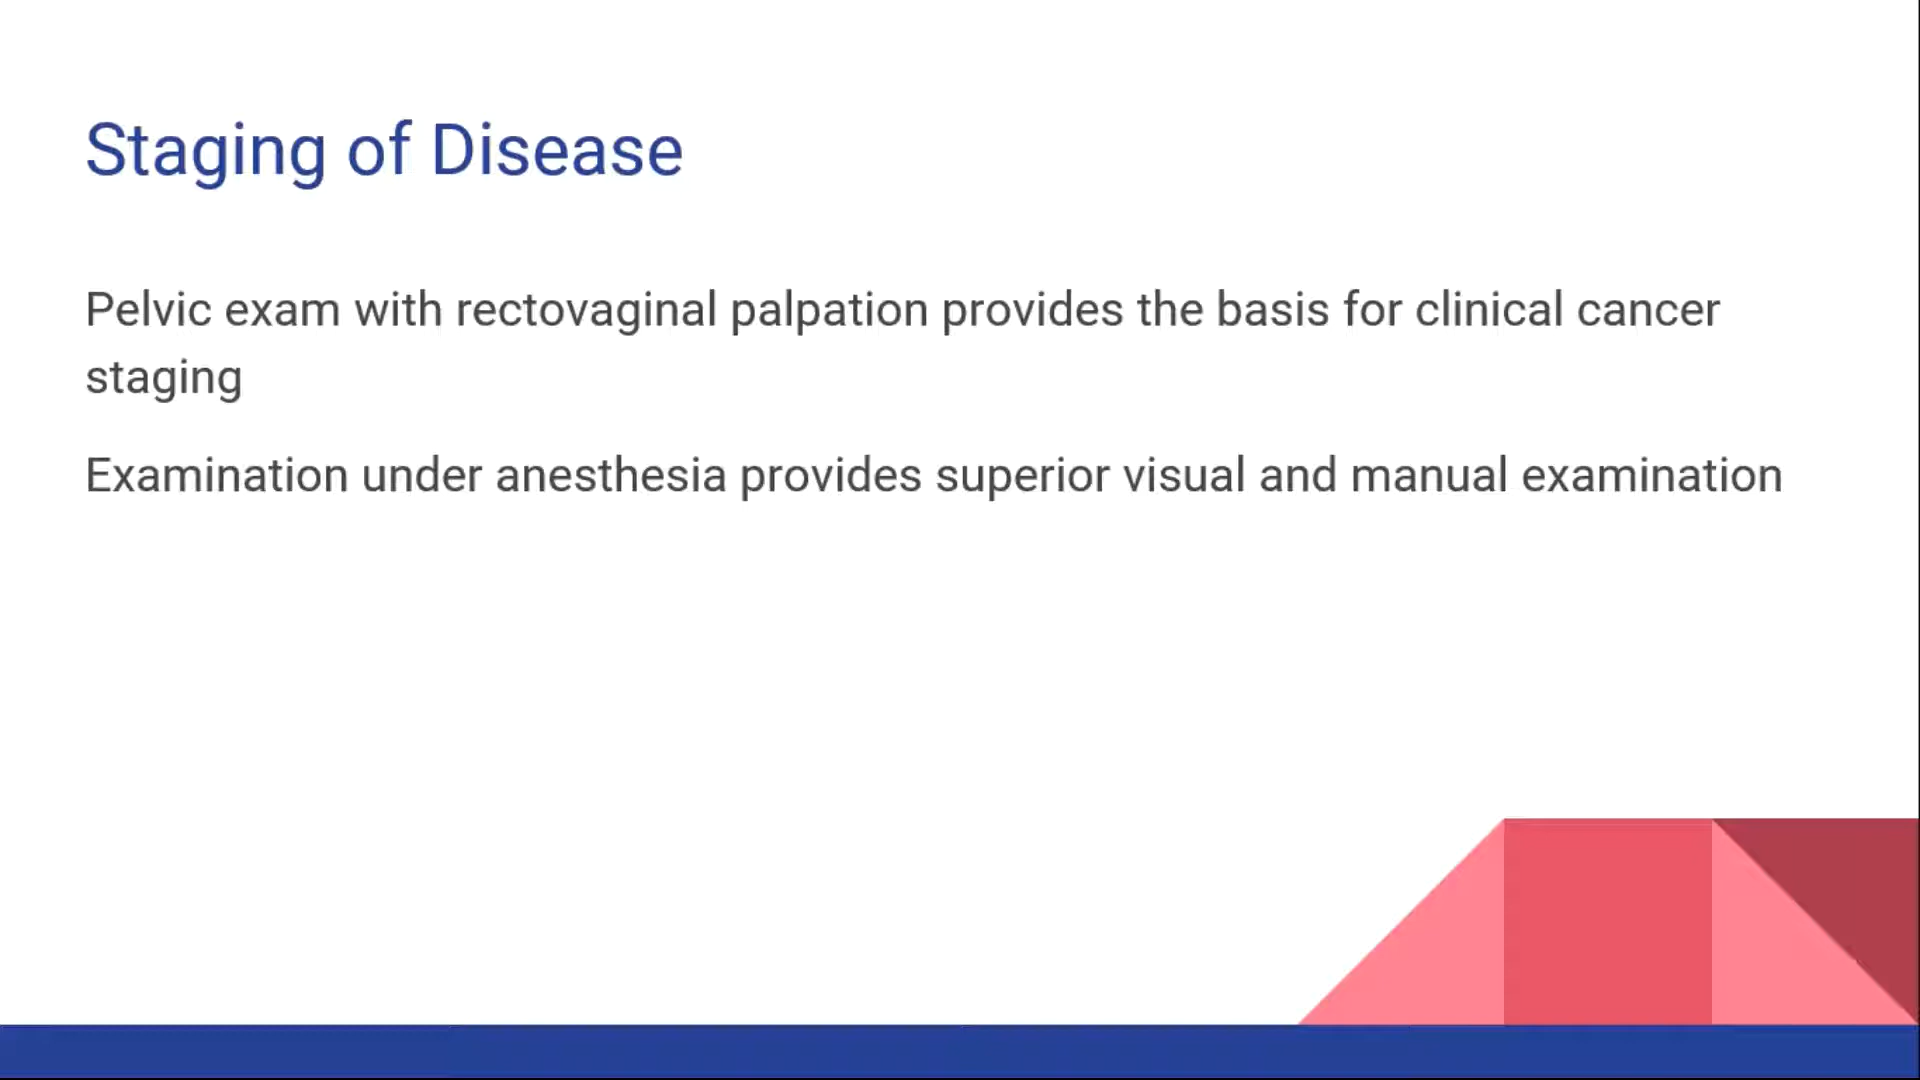 Staging of Disease
Pelvic exam with rectovaginal palpation provides the basis for clinical cancer
staging
Examination under anesthesia provides superior visual and manual examination